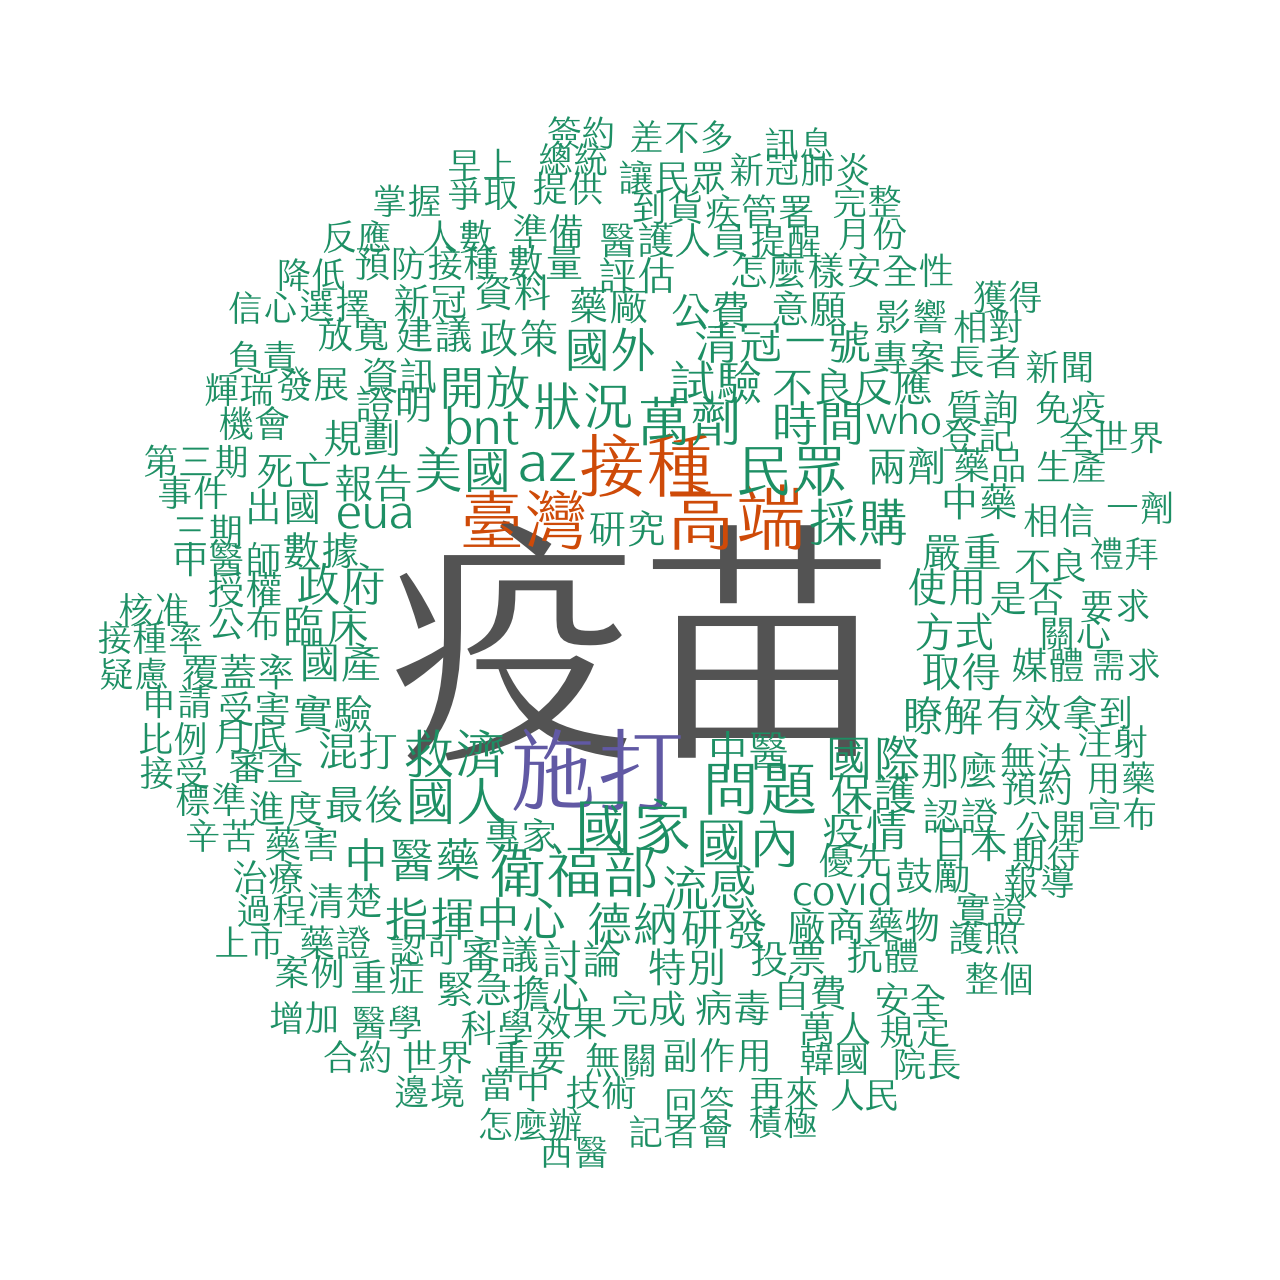 簽約 差不多 訊息
早上 總統 讓民眾 新冠肺炎
掌握 爭取 提供 到貨 疾管署 完整
反應 人數 準備 醫護人員 提醒 月份
降低 預防接種 數量 評估 怎麼樣 安全性
信心 選擇 新冠 資料 藥廠 公費 意願 影響 獲得
放寬 建議 政策 國外 清冠一號 專案 相對
負責 資訊 開放 狀況 試驗 不良反應 長者 新聞
輝瑞 發展 證明 bnt 萬劑 時間 who 質詢 免疫
機會 規劃 美國 az 接種 民眾 兩劑 登記 藥品 全世界
第三期 死亡 報告 生產
事件 出國 eua 臺灣 研究 高端 採購 中藥 相信 一劑
三期 中醫師 數據 嚴重 不良 禮拜
授權 政府 疫苗 使用 是否 要求
核准 公布 臨床 方式 關心
接種率 國產 取得 媒體 需求
疑慮 覆蓋率
申請 受害 實驗 瞭解 有效 拿到
比例 月底 混打 救濟 施打 中醫 國際 那麼 無法 注射
接受 審查 國人 問題 保護 預約 用藥
標準 進度 最後 國家 國內 疫情 認證 公開 宣布
辛苦 藥害 中醫藥 專家 衛福部 流感 優先 日本 期待
治療 清楚 covid 鼓勵 報導
過程 指揮中心 德納 研發 廠商 藥物 實證
上市 藥證 認可 審議 討論 特別 投票 抗體 護照
案例 重症 緊急 擔心 自費 安全 整個
增加 醫學 科學 效果 完成 病毒 萬人 規定
合約 世界 重要 無關 副作用 韓國 院長
邊境 當中 技術 回答 再來 人民
怎麼辦 記者會 積極
西醫